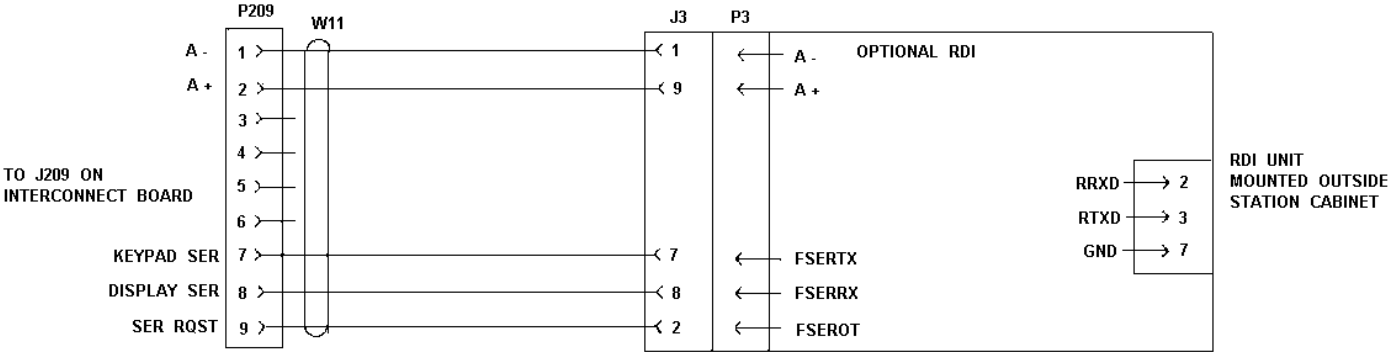 P209
W11
J3 P3
A - 1 1 A - OPTIONAL RDI
A + 2 9 A +
3
4
TO J209 ON
INTERCONNECT BOARD
5
6
RDI UNIT
MOUNTED OUTSIDE
STATION CABINET
RRXD 2
RTXD 3
GND 7
KEYPAD SER 7 7 FSERTX
DISPLAY SER 8 8 FSERRX
SER RQST 9 2 FSEROT